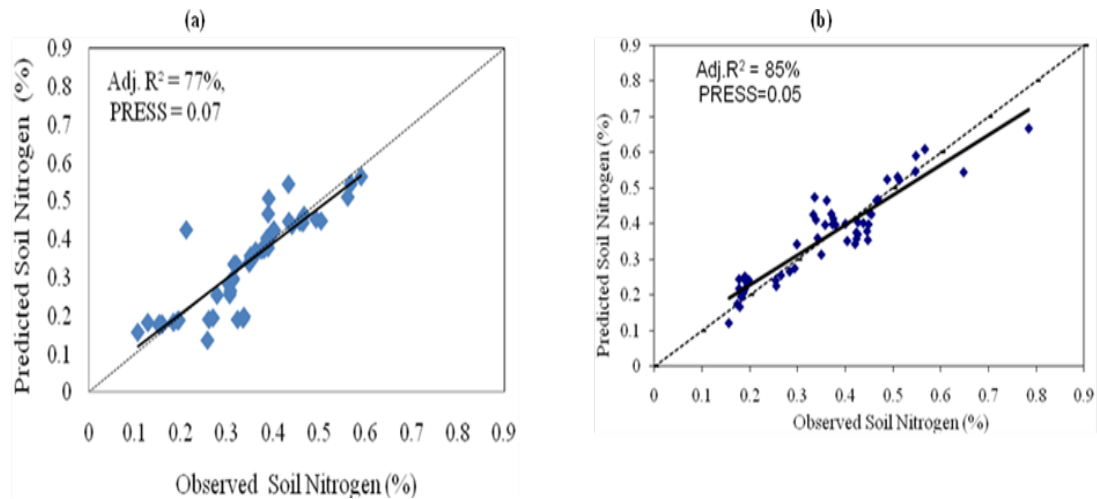 (a)
Adj. R² = 77%,
PRESS = 0.07
Predicted Soil Nitrogen (%)
0.9
0.8
0.7
0.6
0.5
0.4
0.3
0.2
0.1
0
0 0.1 0.2 0.3 0.4 0.5 0.6 0.7 0.8 0.9
Observed Soil Nitrogen (%)
(b)
Adj.R² = 85%
PRESS=0.05
Predicted Soil Nitrogen (%)
0.9
0.8
0.7
0.6
0.5
0.4
0.3
0.2
0.1
0
0 0.1 0.2 0.3 0.4 0.5 0.6 0.7 0.8 0.9
Observed Soil Nitrogen (%)